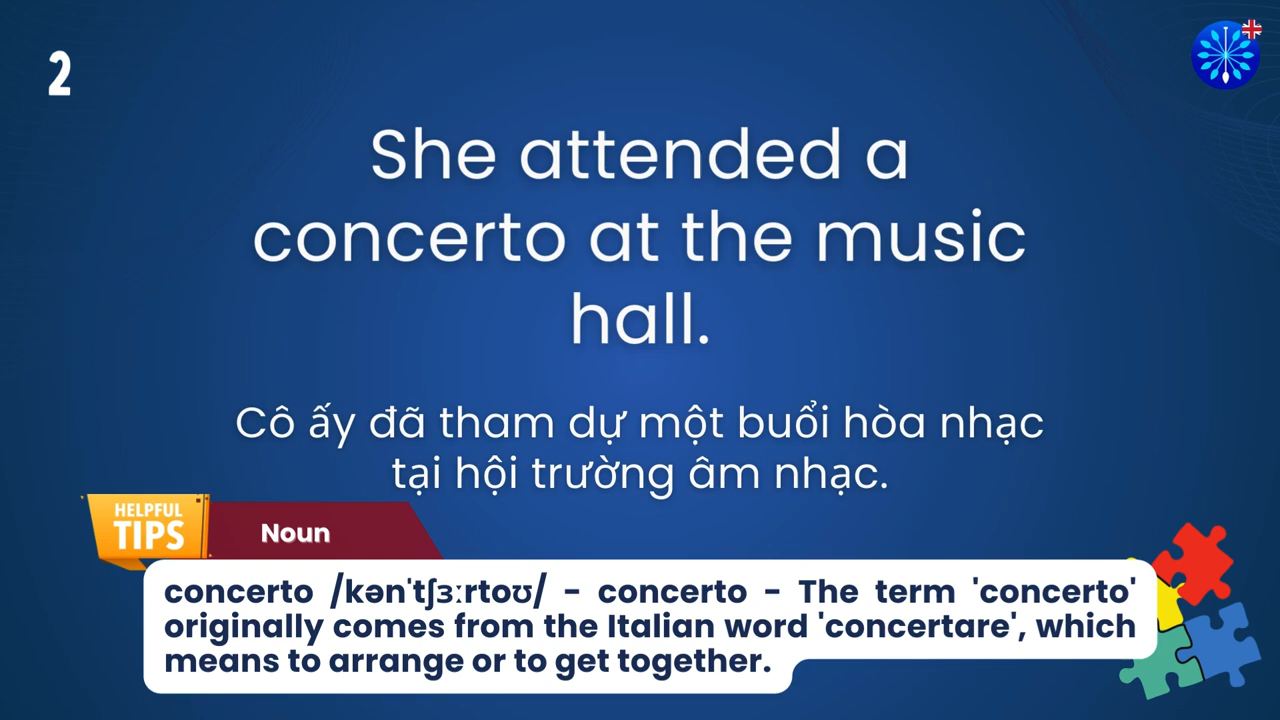 2
She attended a
concerto at the music
hall.
Cô ấy đã tham dự một buổi hòa nhạc
tại hội trường âm nhạc.
HELPFUL
TIPS
Noun
concerto /kən'tʃɜːrtoʊ/ - concerto - The term 'concerto'
originally comes from the Italian word 'concertare', which
means to arrange or to get together.